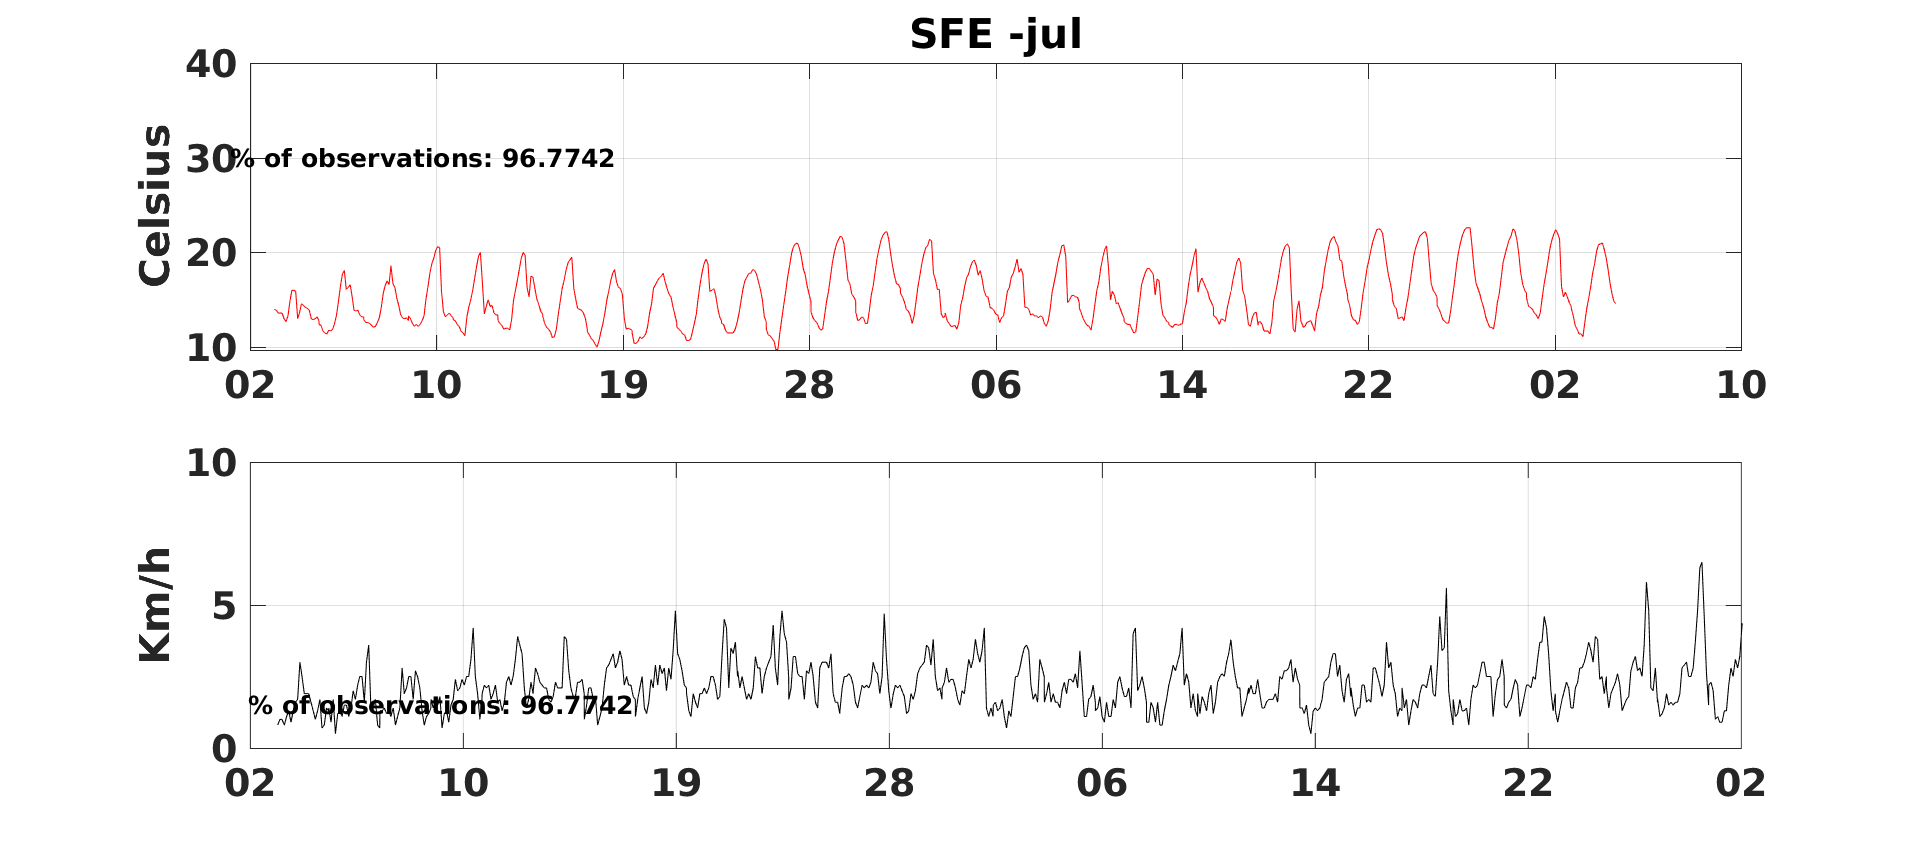 SFE -jul
40
30
20
10
Celsius
% of observations: 96.7742
02 10 19 28 06 14 22 02 10
10
5
0
Km/h
% of observations: 96.7742
02 10 19 28 06 14 22 02